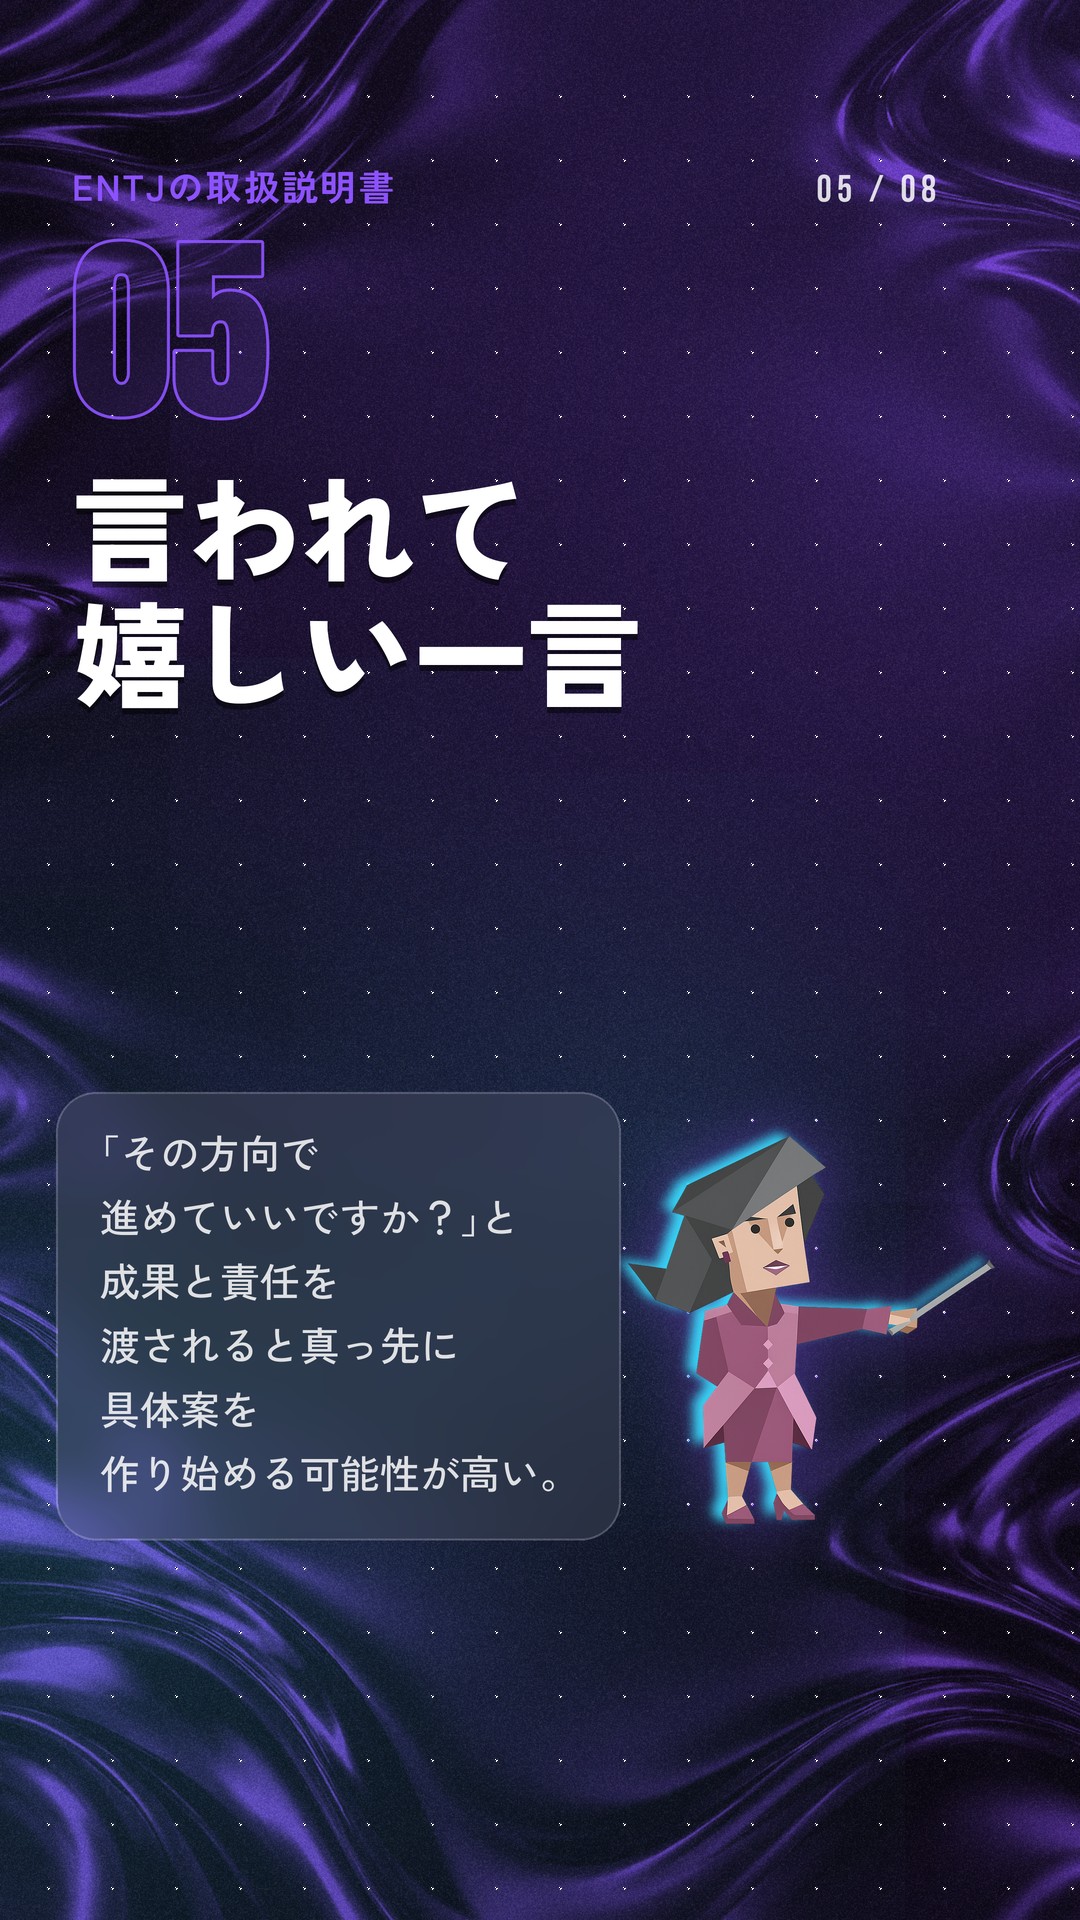 ENTJの取扱説明書
05 / 08
05
言われて
嬉しい一言
「その方向で
進めていいですか？」と
成果と責任を
渡されると真っ先に
具体案を
作り始める可能性が高い。